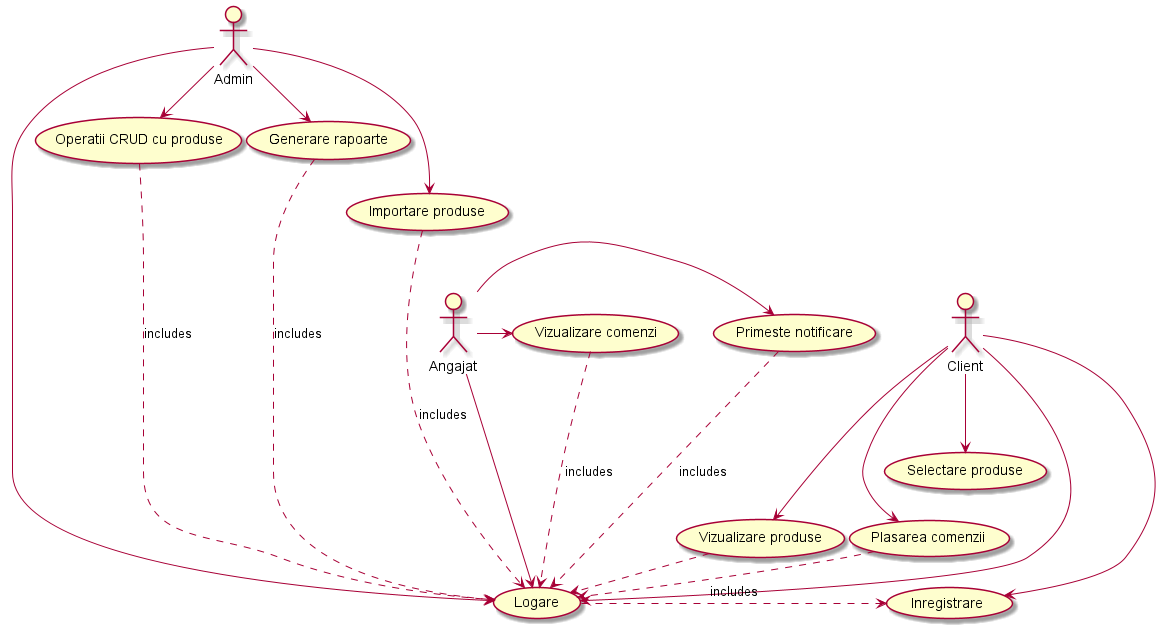 Admin
Operatii CRUD cu produse
Generare rapoarte
Importare produse
Angajat
Vizualizare comenzi
Primeste notificare
Client
includes
includes
includes
includes
includes
Selectare produse
Vizualizare produse
Plasarea comenzii
includes
Logare
Inregistrare